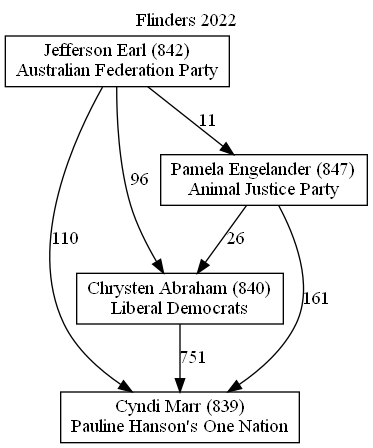 Flinders 2022
Jefferson Earl (842)
Australian Federation Party
11
Pamela Engelander (847)
Animal Justice Party
96
110
26
161
Chrysten Abraham (840)
Liberal Democrats
751
Cyndi Marr (839)
Pauline Hanson's One Nation